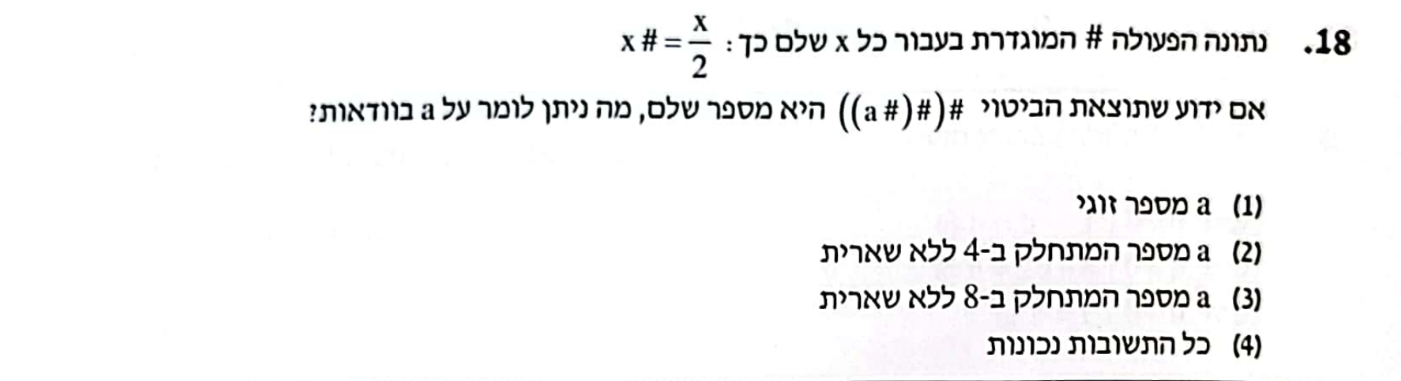 18. נתונה הפעולה # המוגדרת בעבור כל x שלם כך: x # = x/2
אם ידוע שתוצאת הביטוי ((a #) #) # היא מספר שלם, מה ניתן לומר על a בוודאות?
(1) a מספר זוגי
(2) a מספר המתחלק ב-4 ללא שארית
(3) a מספר המתחלק ב-8 ללא שארית
(4) כל התשובות נכונות